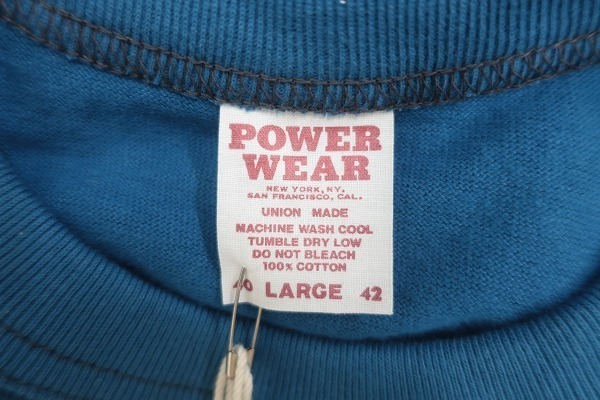 POWER
WEAR
NEW YORK, NY.
SAN FRANCISCO, CAL.
UNION MADE
MACHINE WASH COOL
TUMBLE DRY LOW
DO NOT BLEACH
100% COTTON
LARGE 42